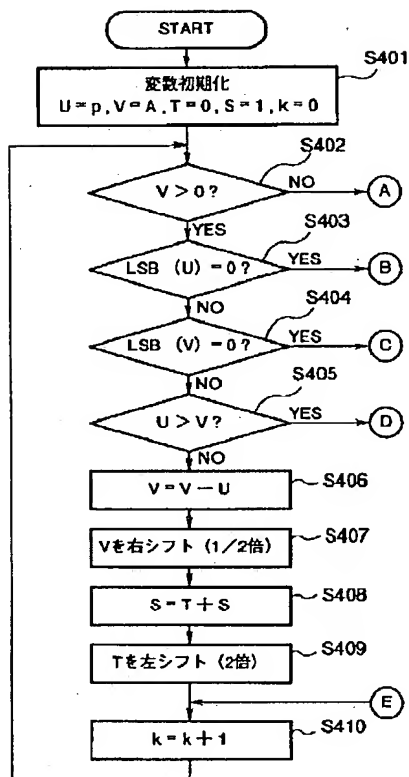 START
S401
変数初期化
U=p,V=A,T=0,S=1,k=0
S402
V>0?
NO
A
YES
S403
LSB (U)=0?
YES
B
NO
S404
LSB (V)=0?
YES
C
NO
S405
U>V?
YES
D
NO
V=V-U
S406
Vを右シフト(1/2倍)
S407
S=T+S
S408
Tを左シフト(2倍)
S409
E
k=k+1
S410